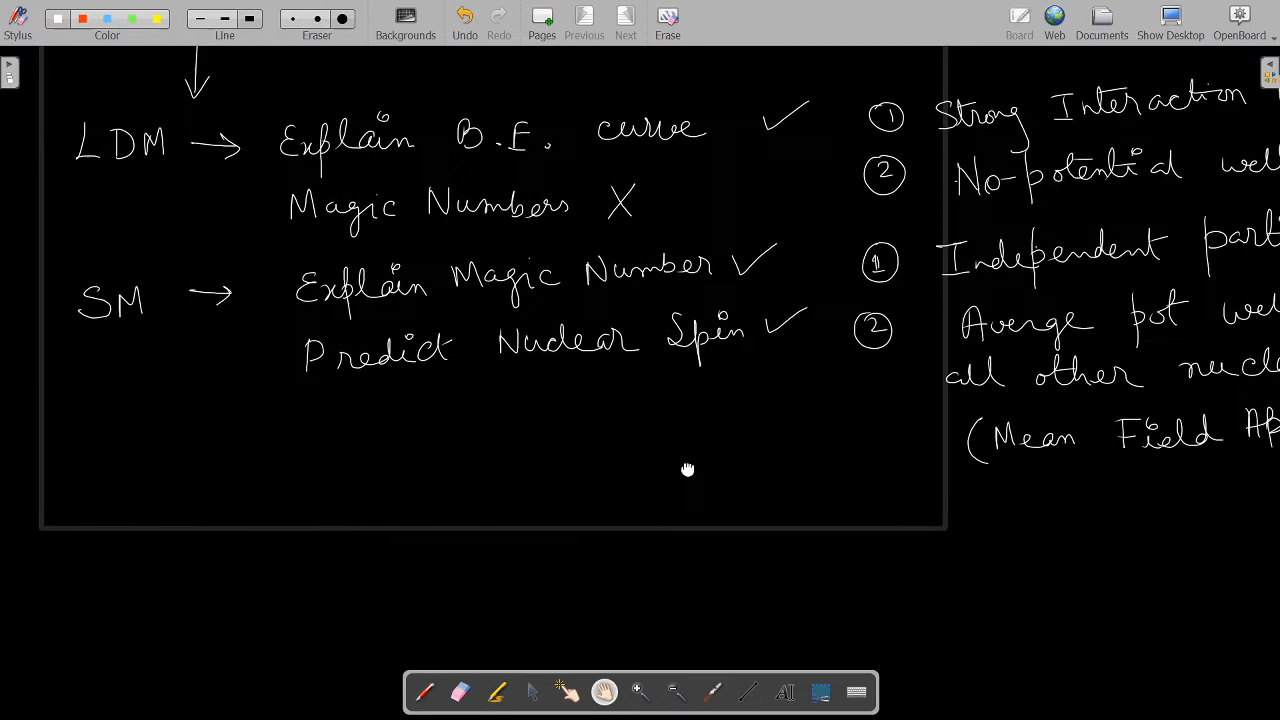 Stylus
Color
Line
Eraser
Backgrounds
Undo
Redo
Pages
Previous
Next
Erase
Board
Web
Documents
Show Desktop
OpenBoard
LDM → Explain B.E. curve ✓
Magic Numbers X
SM → Explain Magic Number ✓
Predict Nuclear Spin ✓
① Strong Interaction
② No-potential well
① Independent parti
② Averge pot wel
all other nucle
(Mean Field Ap